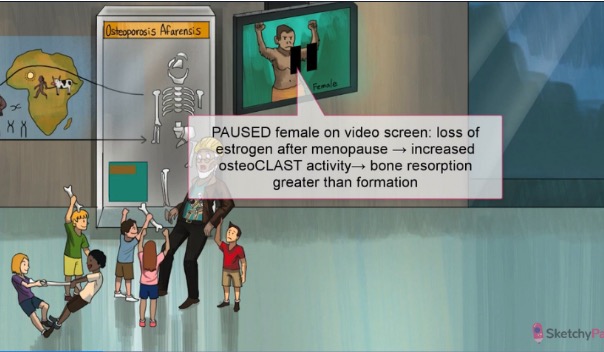 Osteoporosis Afarensis
Female
PAUSED female on video screen: loss of
estrogen after menopause → increased
osteoCLAST activity→ bone resorption
greater than formation